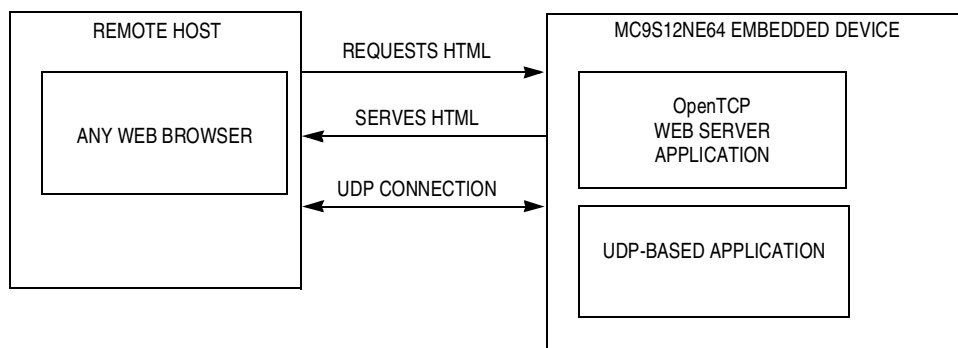 REMOTE HOST
ANY WEB BROWSER
REQUESTS HTML
SERVES HTML
UDP CONNECTION
MC9S12NE64 EMBEDDED DEVICE
OpenTCP
WEB SERVER
APPLICATION
UDP-BASED APPLICATION